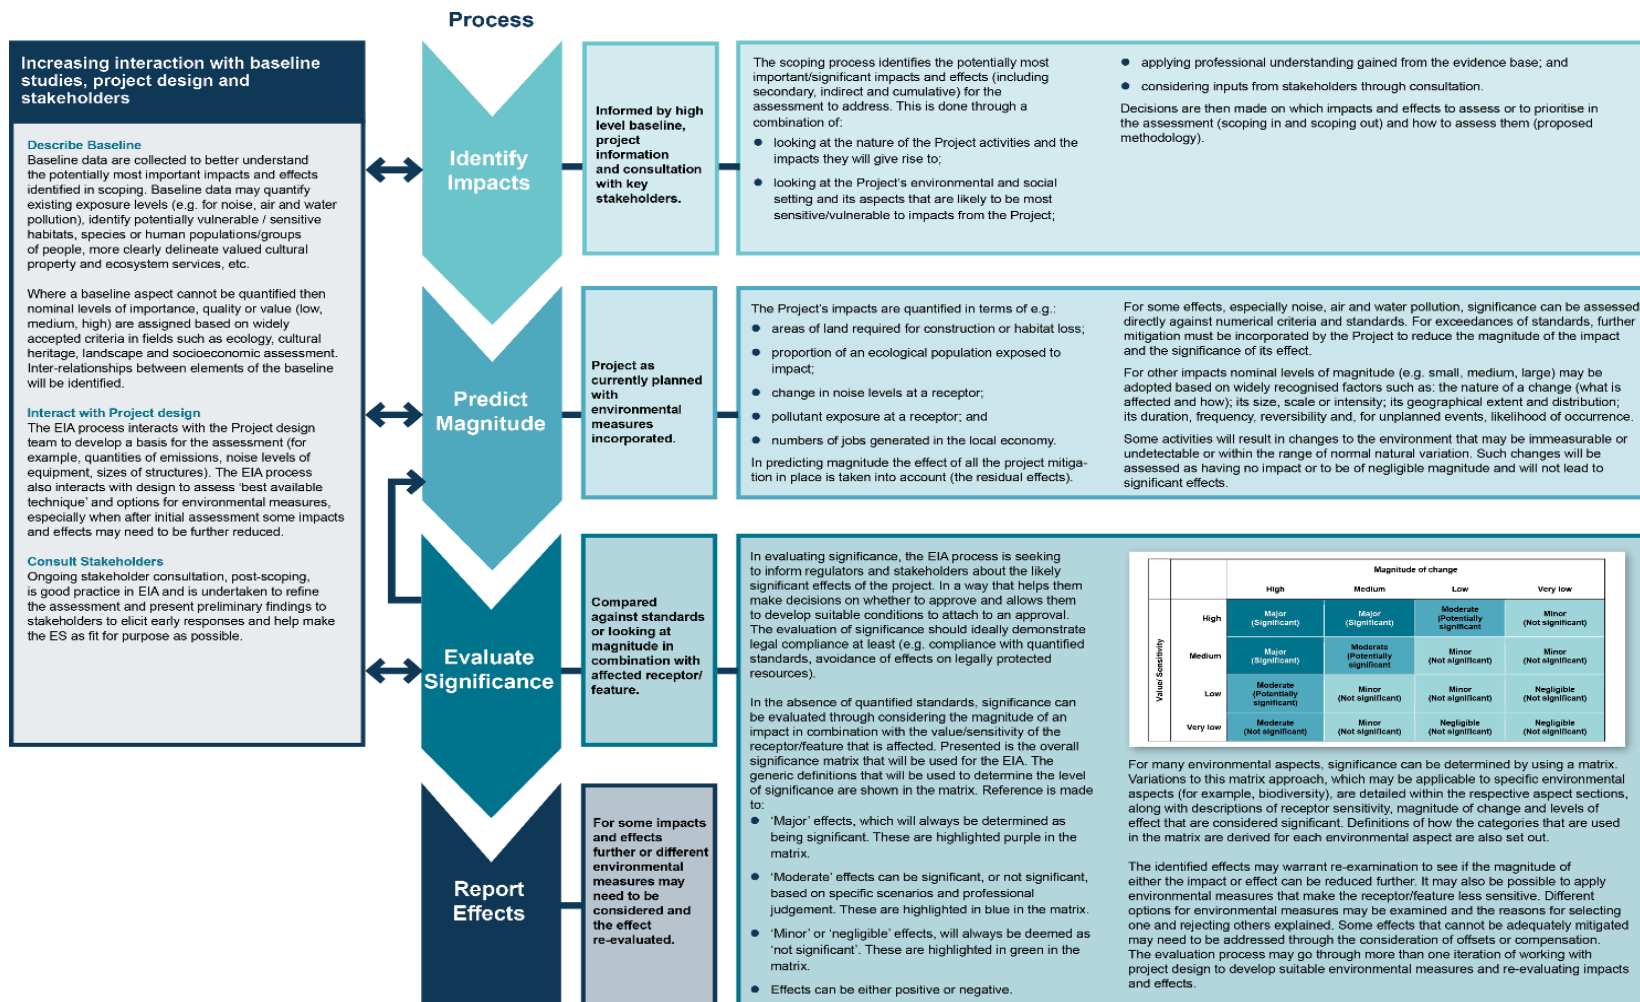 Process
Increasing interaction with baseline
studies, project design and
stakeholders
Describe Baseline
Baseline data are collected to better understand
the potentially most important impacts and effects
identified in scoping. Baseline data may quantify
existing exposure levels (e.g. for noise, air and water
pollution), identify potentially vulnerable / sensitive
habitats, species or human populations/groups
of people, more clearly delineate valued cultural
property and ecosystem services, etc.
Where a baseline aspect cannot be quantified then
nominal levels of importance, quality or value (low,
medium, high) are assigned based on widely
accepted criteria in fields such as ecology, cultural
heritage, landscape and socioeconomic assessment.
Inter-relationships between elements of the baseline
will be identified.
Interact with Project design
The EIA process interacts with the Project design
team to develop a basis for the assessment (for
example, quantities of emissions, noise levels of
equipment, sizes of structures). The EIA process
also interacts with design to assess ‘best available
technique’ and options for environmental measures,
especially when after initial assessment some impacts
and effects may need to be further reduced.
Consult Stakeholders
Ongoing stakeholder consultation, post-scoping,
is good practice in EIA and is undertaken to refine
the assessment and present preliminary findings to
stakeholders to elicit early responses and help make
the ES as fit for purpose as possible.
Identify
Impacts
Informed by high
level baseline,
project
information
and consultation
with key
stakeholders.
The scoping process identifies the potentially most
important/significant impacts and effects (including
secondary, indirect and cumulative) for the
assessment to address. This is done through a
combination of:
● looking at the nature of the Project activities and the
impacts they will give rise to;
● looking at the Project’s environmental and social
setting and its aspects that are likely to be most
sensitive/vulnerable to impacts from the Project;
● applying professional understanding gained from the evidence base; and
● considering inputs from stakeholders through consultation.
Decisions are then made on which impacts and effects to assess or to prioritise in
the assessment (scoping in and scoping out) and how to assess them (proposed
methodology).
Predict
Magnitude
Project as
currently planned
with
environmental
measures
incorporated.
The Project’s impacts are quantified in terms of e.g.:
● areas of land required for construction or habitat loss;
● proportion of an ecological population exposed to
impact;
● change in noise levels at a receptor;
● pollutant exposure at a receptor; and
● numbers of jobs generated in the local economy.
In predicting magnitude the effect of all the project mitiga-
tion in place is taken into account (the residual effects).
For some effects, especially noise, air and water pollution, significance can be assessed
directly against numerical criteria and standards. For exceedances of standards, further
mitigation must be incorporated by the Project to reduce the magnitude of the impact
and the significance of its effect.
For other impacts nominal levels of magnitude (e.g. small, medium, large) may be
adopted based on widely recognised factors such as: the nature of a change (what is
affected and how); its size, scale or intensity; its geographical extent and distribution;
its duration, frequency, reversibility and, for unplanned events, likelihood of occurrence.
Some activities will result in changes to the environment that may be immeasurable or
undetectable or within the range of normal natural variation. Such changes will be
assessed as having no impact or to be of negligible magnitude and will not lead to
significant effects.
Evaluate
Significance
Compared
against standards
or looking at
magnitude in
combination with
affected receptor/
feature.
In evaluating significance, the EIA process is seeking
to inform regulators and stakeholders about the likely
significant effects of the project. In a way that helps them
make decisions on whether to approve and allows them
to develop suitable conditions to attach to an approval.
The evaluation of significance should ideally demonstrate
legal compliance at least (e.g. compliance with quantified
standards, avoidance of effects on legally protected
resources).
In the absence of quantified standards, significance can
be evaluated through considering the magnitude of an
impact in combination with the value/sensitivity of the
receptor/feature that is affected. Presented is the overall
significance matrix that will be used for the EIA. The
generic definitions that will be used to determine the level
of significance are shown in the matrix. Reference is made
to:
● ‘Major’ effects, which will always be determined as
being significant. These are highlighted purple in the
matrix.
● ‘Moderate’ effects can be significant, or not significant,
based on specific scenarios and professional
judgement. These are highlighted in blue in the matrix.
● ‘Minor’ or ‘negligible’ effects, will always be deemed as
‘not significant’. These are highlighted in green in the
matrix.
● Effects can be either positive or negative.
Magnitude of change
High Medium Low Very low
Value/ Sensitivity
High Major (Significant) Major (Significant) Moderate (Potentially significant Minor (Not significant)
Medium Major (Significant) Moderate (Potentially significant Minor (Not significant) Minor (Not significant)
Low Moderate (Potentially significant) Minor (Not significant) Minor (Not significant) Negligible (Not significant)
Very low Moderate (Not significant) Minor (Not significant) Negligible (Not significant) Negligible (Not significant)
For many environmental aspects, significance can be determined by using a matrix.
Variations to this matrix approach, which may be applicable to specific environmental
aspects (for example, biodiversity), are detailed within the respective aspect sections,
along with descriptions of receptor sensitivity, magnitude of change and levels of
effect that are considered significant. Definitions of how the categories that are used
in the matrix are derived for each environmental aspect are also set out.
The identified effects may warrant re-examination to see if the magnitude of
either the impact or effect can be reduced further. It may also be possible to apply
environmental measures that make the receptor/feature less sensitive. Different
options for environmental measures may be examined and the reasons for selecting
one and rejecting others explained. Some effects that cannot be adequately mitigated
may need to be addressed through the consideration of offsets or compensation.
The evaluation process may go through more than one iteration of working with
project design to develop suitable environmental measures and re-evaluating impacts
and effects.
Report
Effects
For some impacts
and effects
further or different
environmental
measures may
need to be
considered and
the effect
re-evaluated.